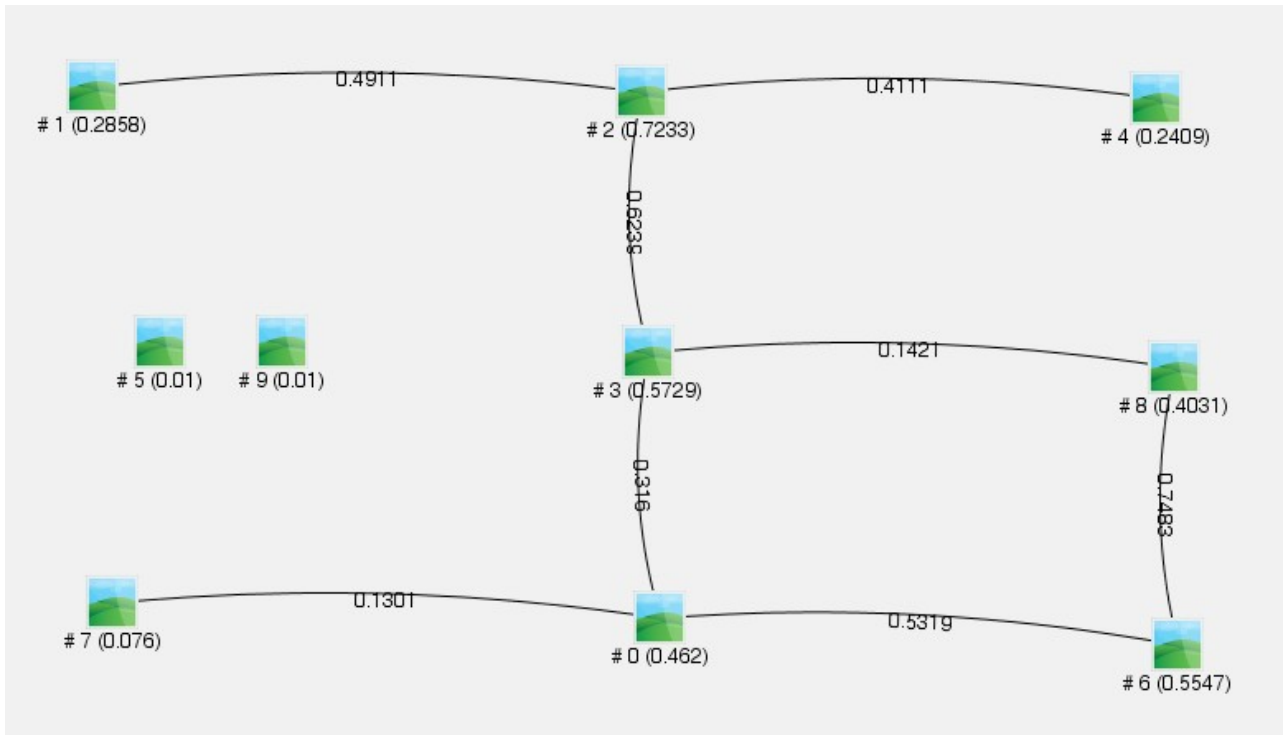 0.4911
0.4111
# 1 (0.2858)
# 2 (0.7233)
# 4 (0.2409)
0.6236
# 5 (0.01)
# 9 (0.01)
0.1421
# 3 (0.5729)
# 8 (0.4031)
0.316
0.7483
0.1301
0.5319
# 7 (0.076)
# 0 (0.462)
# 6 (0.5547)